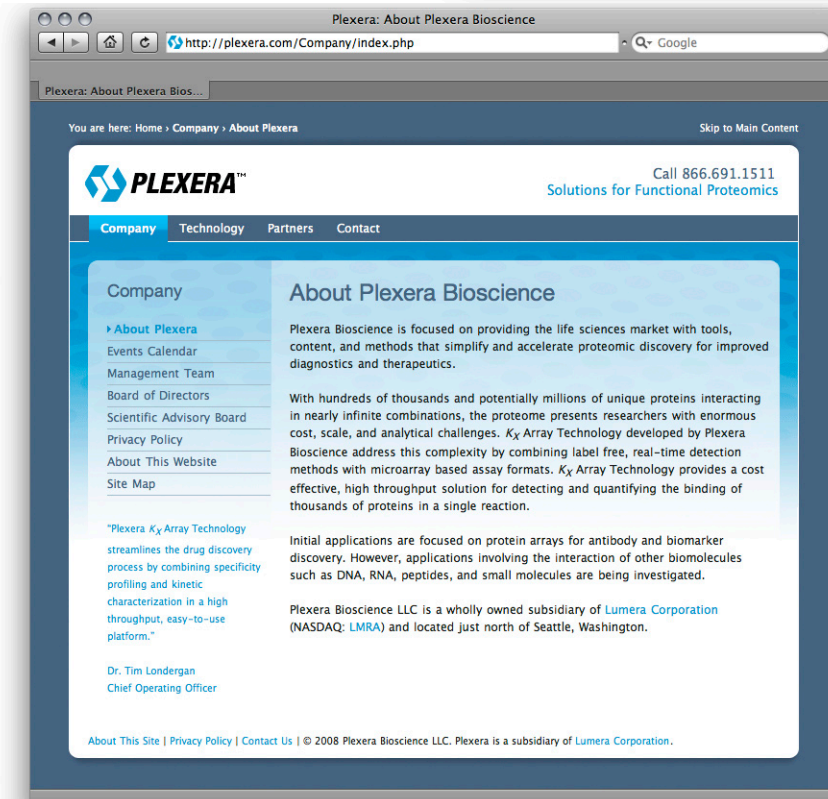 Plexera: About Plexera Bioscience
http://plexera.com/Company/index.php
Google
Plexera: About Plexera Bios...
You are here: Home › Company › About Plexera
Skip to Main Content
PLEXERA™
Call 866.691.1511
Solutions for Functional Proteomics
Company Technology Partners Contact
Company
About Plexera
Events Calendar
Management Team
Board of Directors
Scientific Advisory Board
Privacy Policy
About This Website
Site Map
"Plexera KX Array Technology
streamlines the drug discovery
process by combining specificity
profiling and kinetic
characterization in a high
throughput, easy-to-use
platform."
Dr. Tim Londergan
Chief Operating Officer
About Plexera Bioscience
Plexera Bioscience is focused on providing the life sciences market with tools,
content, and methods that simplify and accelerate proteomic discovery for improved
diagnostics and therapeutics.
With hundreds of thousands and potentially millions of unique proteins interacting
in nearly infinite combinations, the proteome presents researchers with enormous
cost, scale, and analytical challenges. KX Array Technology developed by Plexera
Bioscience address this complexity by combining label free, real-time detection
methods with microarray based assay formats. KX Array Technology provides a cost
effective, high throughput solution for detecting and quantifying the binding of
thousands of proteins in a single reaction.
Initial applications are focused on protein arrays for antibody and biomarker
discovery. However, applications involving the interaction of other biomolecules
such as DNA, RNA, peptides, and small molecules are being investigated.
Plexera Bioscience LLC is a wholly owned subsidiary of Lumera Corporation
(NASDAQ: LMRA) and located just north of Seattle, Washington.
About This Site | Privacy Policy | Contact Us | © 2008 Plexera Bioscience LLC. Plexera is a subsidiary of Lumera Corporation.